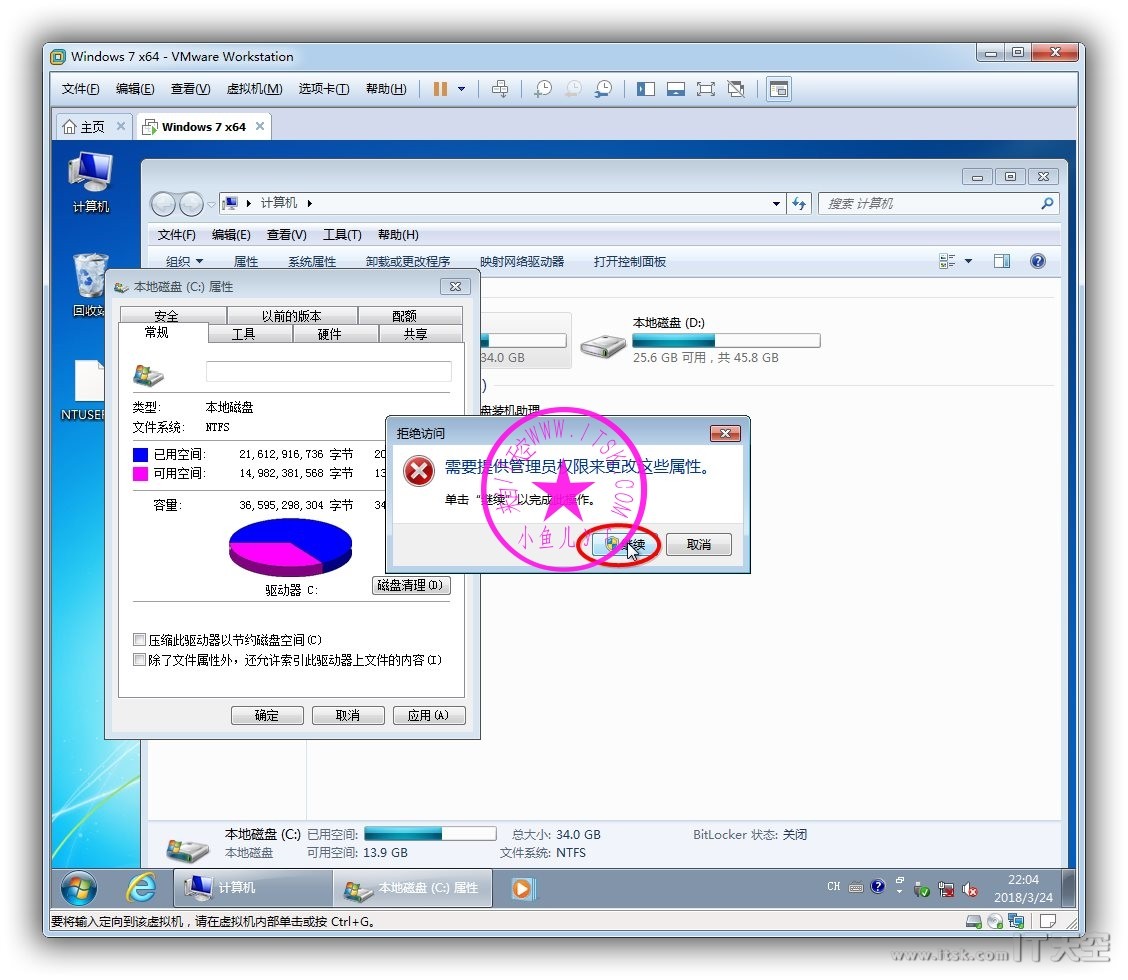 Windows 7 x64 - VMware Workstation
文件(F) 编辑(E) 查看(V) 虚拟机(M) 选项卡(T) 帮助(H)
主页 Windows 7 x64
计算机
计算机
搜索 计算机
文件(F) 编辑(E) 查看(V) 工具(T) 帮助(H)
组织 属性 系统属性 卸载或更改程序 映射网络驱动器 打开控制面板
回收站
NTUSER
本地磁盘 (C:) 属性
安全 以前的版本 配额
常规 工具 硬件 共享
类型: 本地磁盘
文件系统: NTFS
已用空间: 21,612,916,736 字节 20
可用空间: 14,982,381,568 字节 13
容量: 36,595,298,304 字节 34
驱动器 C:
磁盘清理(D)
压缩此驱动器以节约磁盘空间(C)
除了文件属性外，还允许索引此驱动器上文件的内容(I)
确定 取消 应用(A)
34.0 GB
本地磁盘 (D:)
25.6 GB 可用，共 45.8 GB
盘装机助理
拒绝访问
需要提供管理员权限来更改这些属性。
单击“继续”以完成此操作。
继续 取消
WWW.ITSK.COM
小鱼儿
本地磁盘 (C:) 已用空间: 总大小: 34.0 GB BitLocker 状态: 关闭
本地磁盘 可用空间: 13.9 GB 文件系统: NTFS
计算机 本地磁盘 (C:) 属性
CH
22:04
2018/3/24
要将输入定向到该虚拟机，请在虚拟机内部单击或按 Ctrl+G。
www.itsk.com IT天空